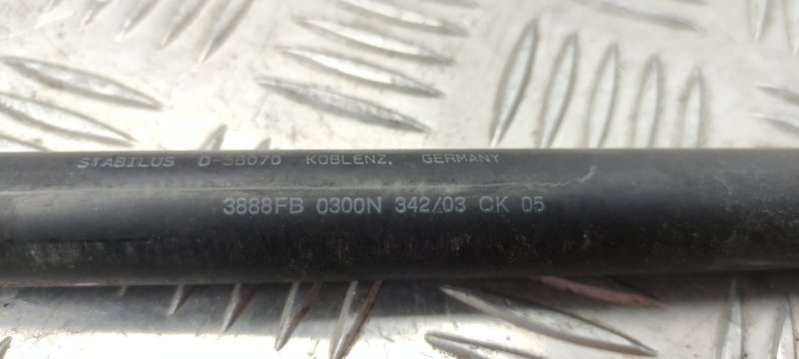 STABILUS D-56070 KOBLENZ, GERMANY
3888FB 0300N 342/03 CK 05